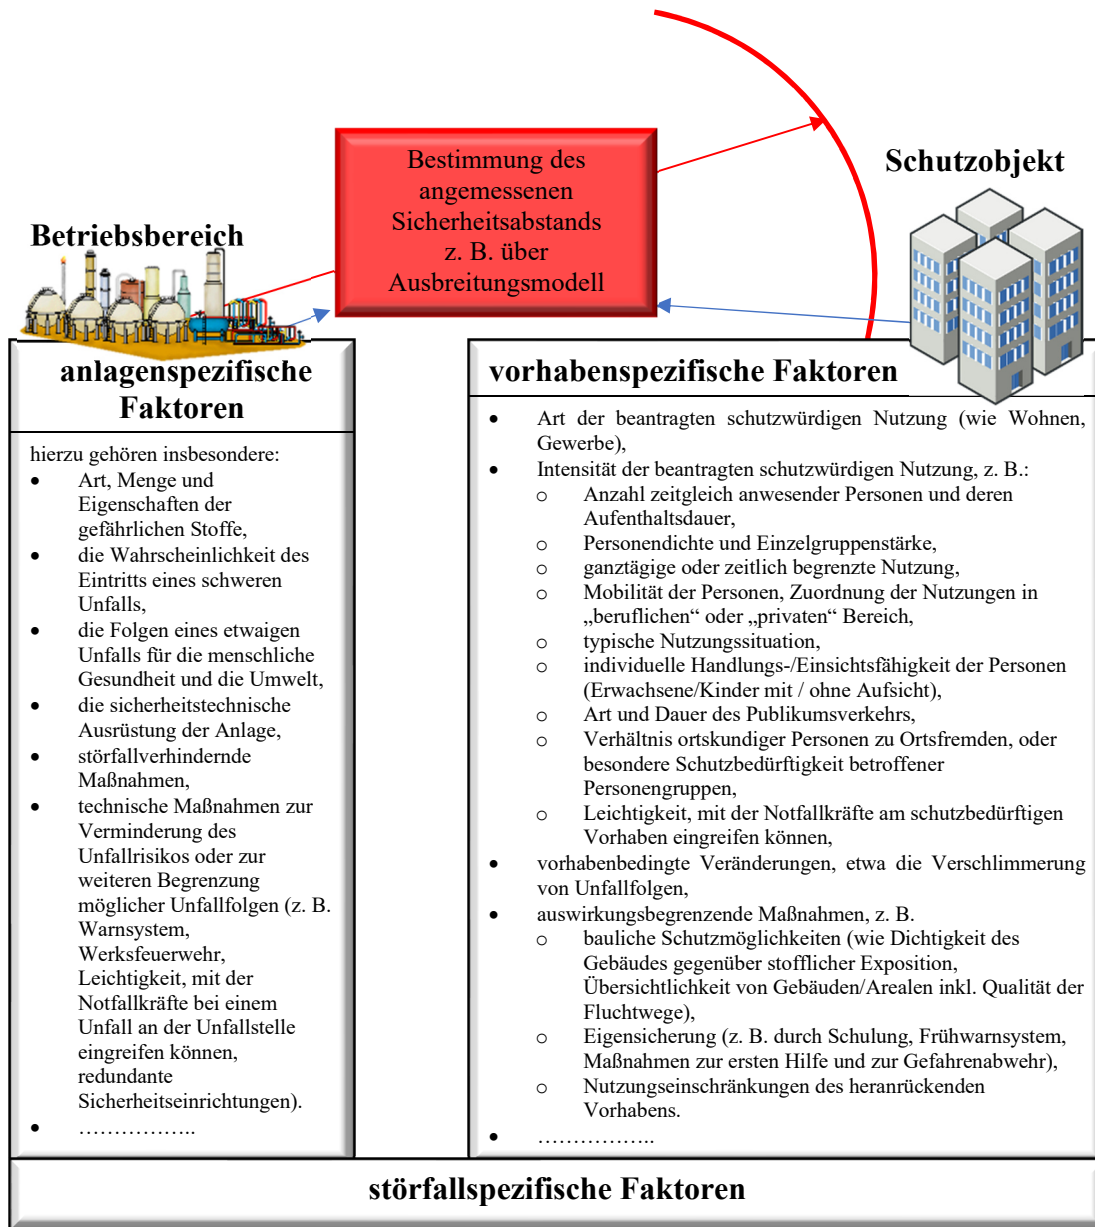 Bestimmung des
angemessenen
Sicherheitsabstands
z. B. über
Ausbreitungsmodell
Schutzobjekt
Betriebsbereich
anlagenspezifische
Faktoren
hierzu gehören insbesondere:
• Art, Menge und
Eigenschaften der
gefährlichen Stoffe,
• die Wahrscheinlichkeit des
Eintritts eines schweren
Unfalls,
• die Folgen eines etwaigen
Unfalls für die menschliche
Gesundheit und die Umwelt,
• die sicherheitstechnische
Ausrüstung der Anlage,
• störfallverhindernde
Maßnahmen,
• technische Maßnahmen zur
Verminderung des
Unfallrisikos oder zur
weiteren Begrenzung
möglicher Unfallfolgen (z. B.
Warnsystem,
Werksfeuerwehr,
Leichtigkeit, mit der
Notfallkräfte bei einem
Unfall an der Unfallstelle
eingreifen können,
redundante
Sicherheitseinrichtungen).
• ……………..
vorhabenspezifische Faktoren
• Art der beantragten schutzwürdigen Nutzung (wie Wohnen,
Gewerbe),
• Intensität der beantragten schutzwürdigen Nutzung, z. B.:
o Anzahl zeitgleich anwesender Personen und deren
Aufenthaltsdauer,
o Personendichte und Einzelgruppenstärke,
o ganztägige oder zeitlich begrenzte Nutzung,
o Mobilität der Personen, Zuordnung der Nutzungen in
„beruflichen“ oder „privaten“ Bereich,
o typische Nutzungssituation,
o individuelle Handlungs-/Einsichtsfähigkeit der Personen
(Erwachsene/Kinder mit / ohne Aufsicht),
o Art und Dauer des Publikumsverkehrs,
o Verhältnis ortskundiger Personen zu Ortsfremden, oder
besondere Schutzbedürftigkeit betroffener
Personengruppen,
o Leichtigkeit, mit der Notfallkräfte am schutzbedürftigen
Vorhaben eingreifen können,
• vorhabenbedingte Veränderungen, etwa die Verschlimmerung
von Unfallfolgen,
• auswirkungsbegrenzende Maßnahmen, z. B.
o bauliche Schutzmöglichkeiten (wie Dichtigkeit des
Gebäudes gegenüber stofflicher Exposition,
Übersichtlichkeit von Gebäuden/Arealen inkl. Qualität der
Fluchtwege),
o Eigensicherung (z. B. durch Schulung, Frühwarnsystem,
Maßnahmen zur ersten Hilfe und zur Gefahrenabwehr),
o Nutzungseinschränkungen des heranrückenden
Vorhabens.
• ……………..
störfallspezifische Faktoren